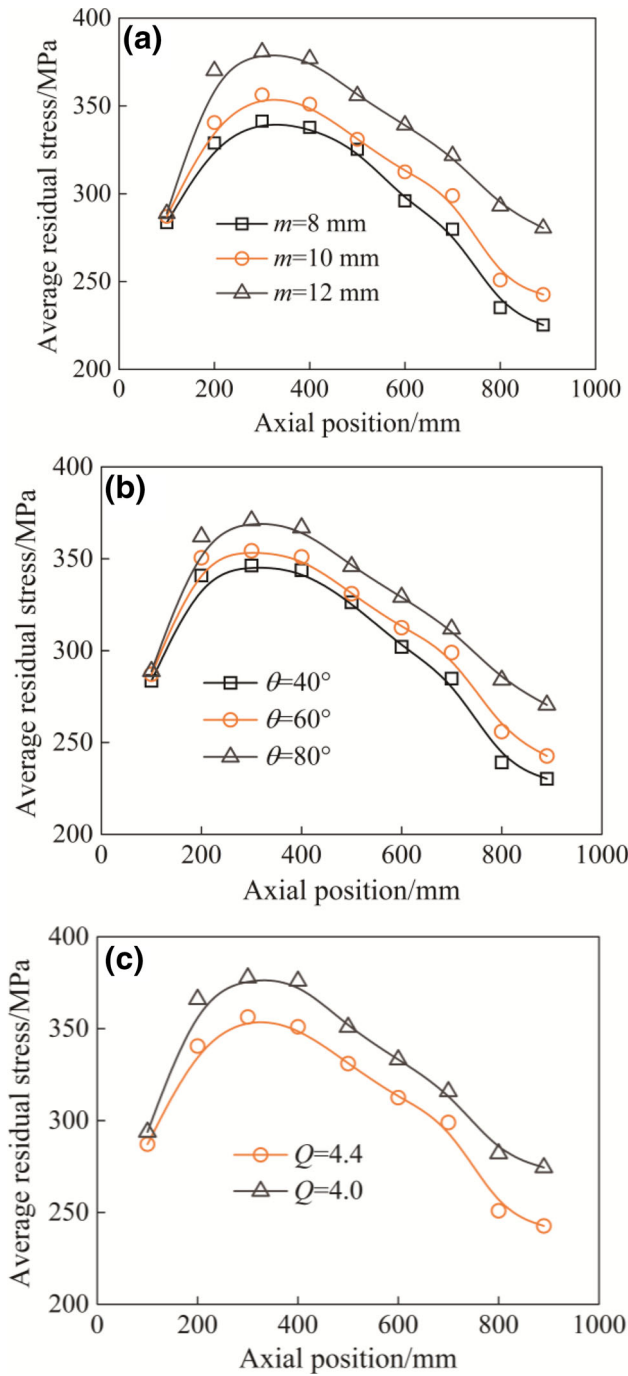 (a)
400
350
300
250
200
Average residual stress/MPa
m=8 mm
m=10 mm
m=12 mm
0 200 400 600 800 1000
Axial position/mm
(b)
400
350
300
250
200
Average residual stress/MPa
θ=40°
θ=60°
θ=80°
0 200 400 600 800 1000
Axial position/mm
(c)
400
350
300
250
200
Average residual stress/MPa
Q=4.4
Q=4.0
0 200 400 600 800 1000
Axial position/mm